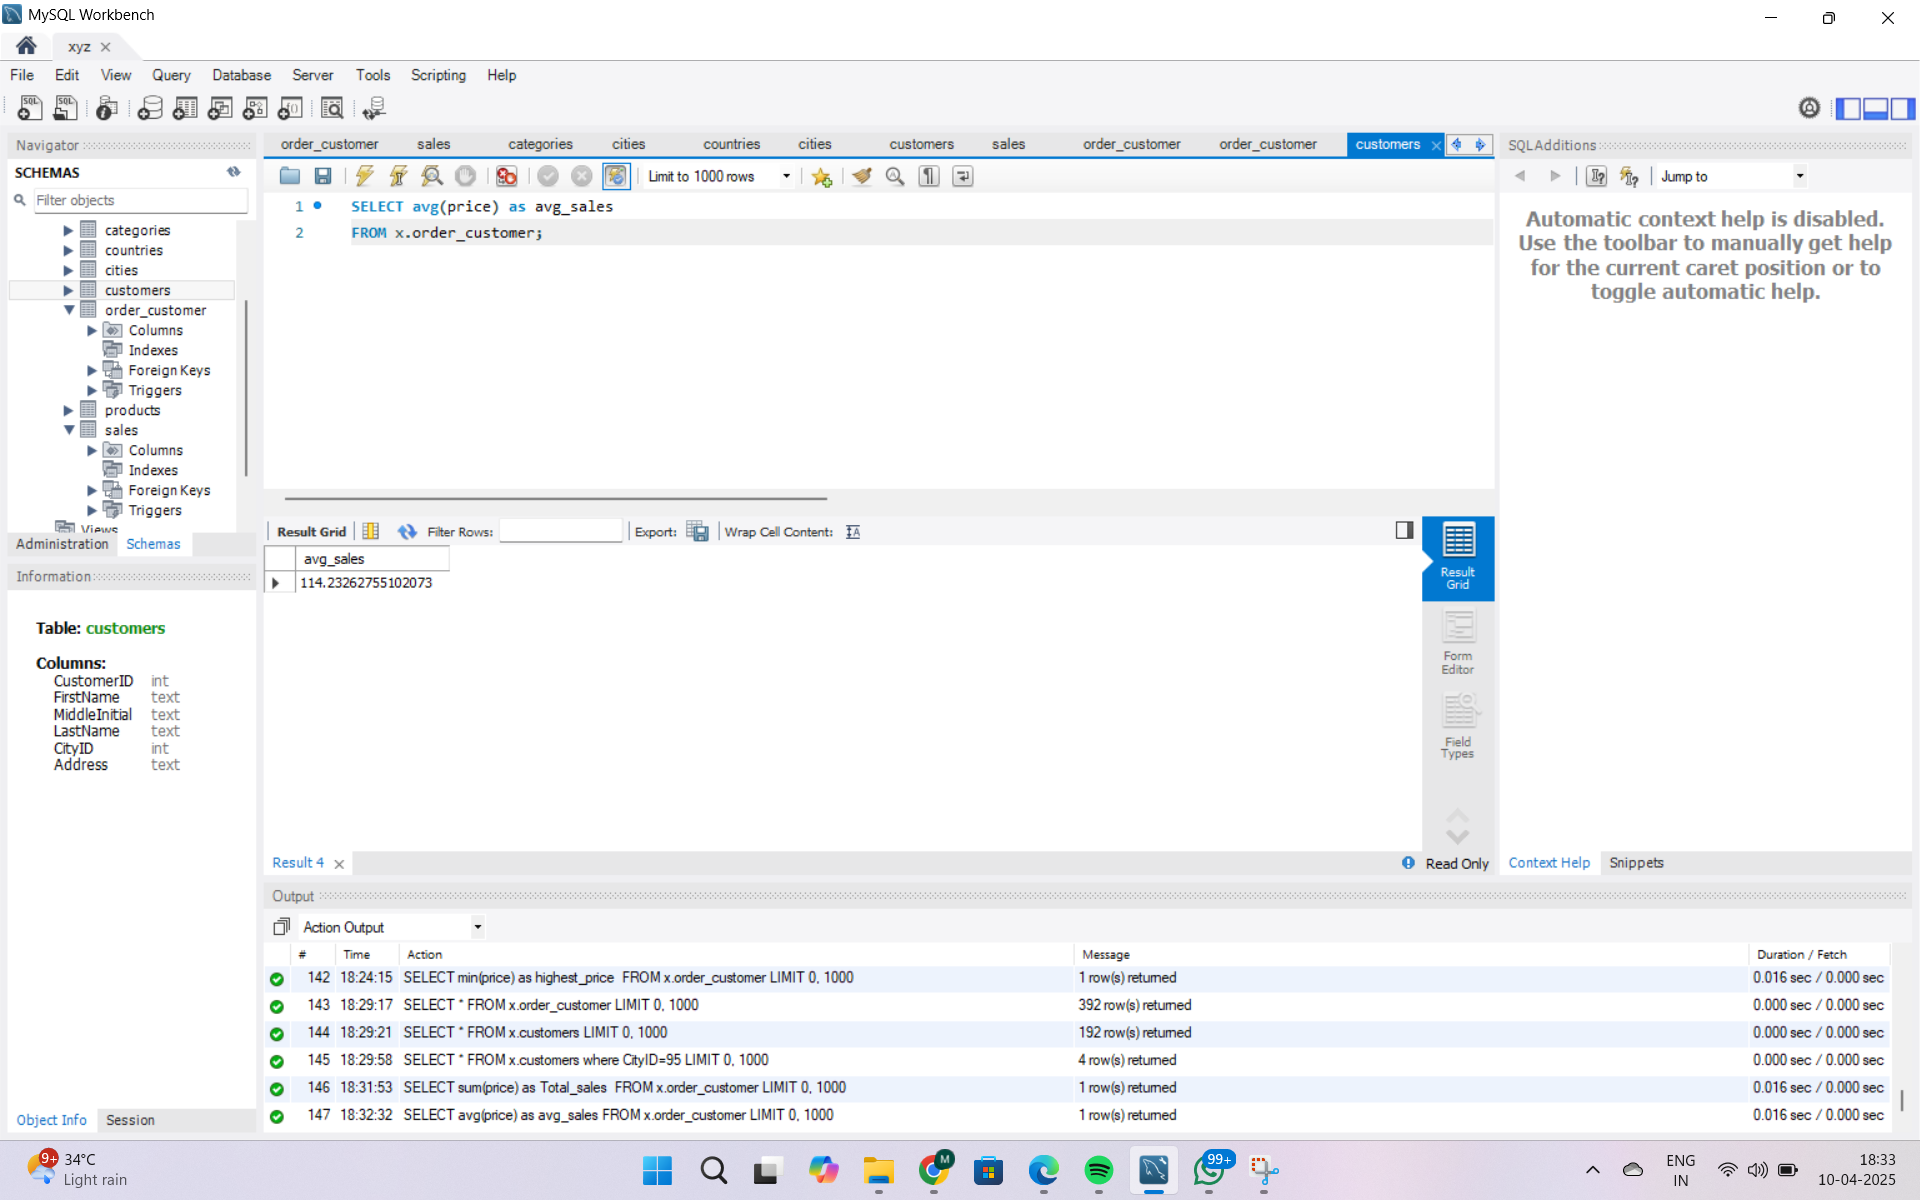 MySQL Workbench
xyz
File Edit View Query Database Server Tools Scripting Help
Navigator
SCHEMAS
Filter objects
categories
countries
cities
customers
order_customer
Columns
Indexes
Foreign Keys
Triggers
products
sales
Columns
Indexes
Foreign Keys
Triggers
Views
Administration Schemas
Information
Table: customers
Columns:
CustomerID int
FirstName text
MiddleInitial text
LastName text
CityID int
Address text
Object Info Session
order_customer sales categories cities countries cities customers sales order_customer order_customer customers
Limit to 1000 rows
1 SELECT avg(price) as avg_sales
2 FROM x.order_customer;
Result Grid Filter Rows: Export: Wrap Cell Content:
avg_sales
114.23262755102073
Result Grid
Form Editor
Field Types
Result 4 Read Only
SQLAdditions
Jump to
Automatic context help is disabled.
Use the toolbar to manually get help
for the current caret position or to
toggle automatic help.
Context Help Snippets
Output
Action Output
# Time Action Message Duration / Fetch
142 18:24:15 SELECT min(price) as highest_price FROM x.order_customer LIMIT 0, 1000 1 row(s) returned 0.016 sec / 0.000 sec
143 18:29:17 SELECT * FROM x.order_customer LIMIT 0, 1000 392 row(s) returned 0.000 sec / 0.000 sec
144 18:29:21 SELECT * FROM x.customers LIMIT 0, 1000 192 row(s) returned 0.000 sec / 0.000 sec
145 18:29:58 SELECT * FROM x.customers where CityID=95 LIMIT 0, 1000 4 row(s) returned 0.000 sec / 0.000 sec
146 18:31:53 SELECT sum(price) as Total_sales FROM x.order_customer LIMIT 0, 1000 1 row(s) returned 0.016 sec / 0.000 sec
147 18:32:32 SELECT avg(price) as avg_sales FROM x.order_customer LIMIT 0, 1000 1 row(s) returned 0.016 sec / 0.000 sec
9+ 34°C
Light rain
M
99+
ENG
IN
18:33
10-04-2025